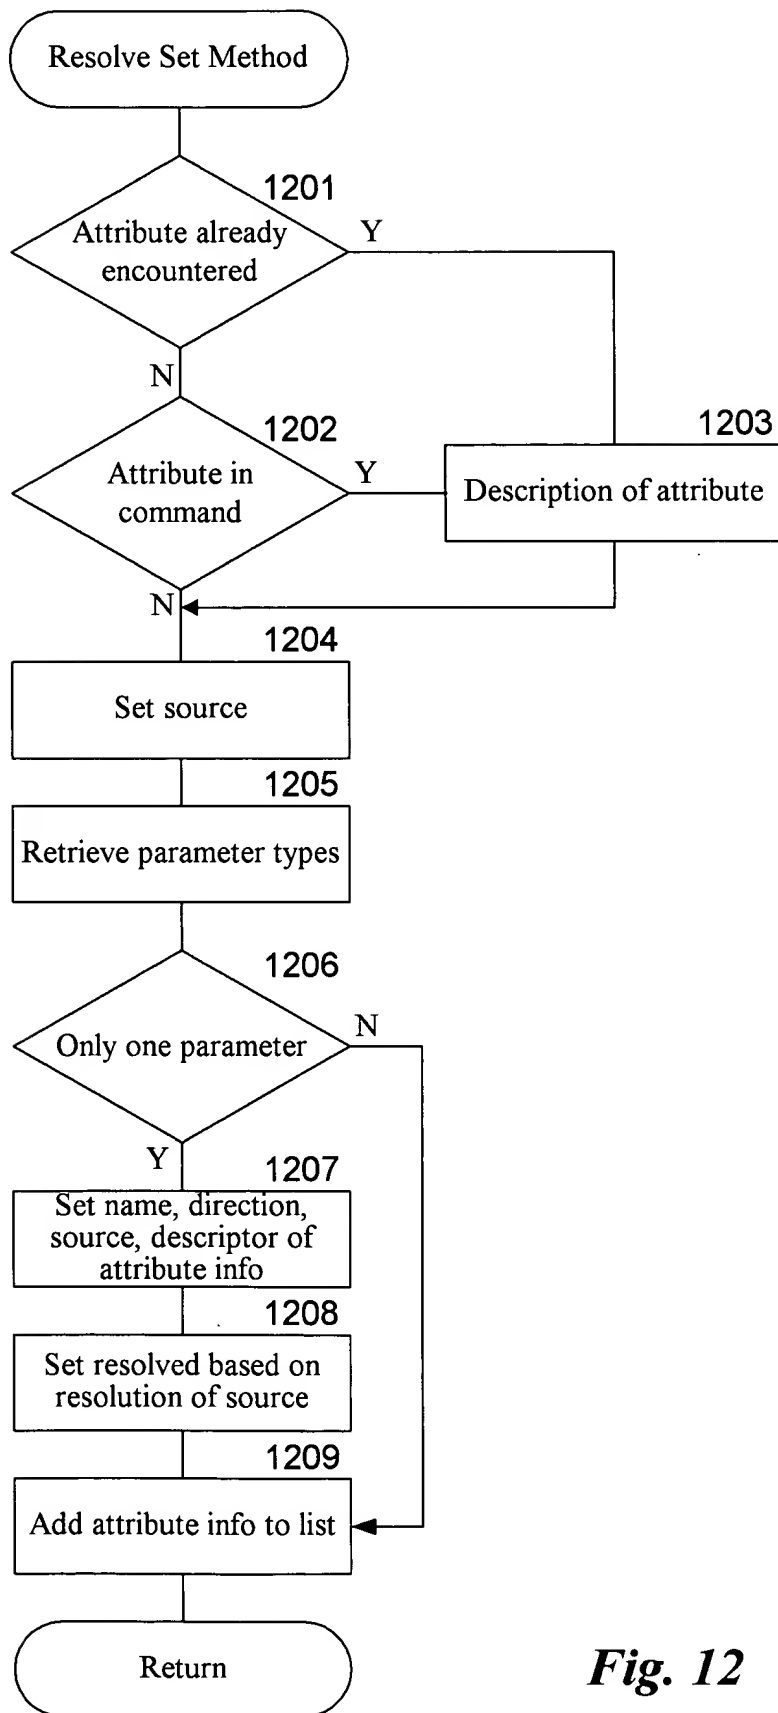 Resolve Set Method
1201
Attribute already
encountered
Y
N
1202
Attribute in
command
Y
1203
Description of attribute
N
1204
Set source
1205
Retrieve parameter types
1206
Only one parameter
N
Y
1207
Set name, direction,
source, descriptor of
attribute info
1208
Set resolved based on
resolution of source
1209
Add attribute info to list
Return
Fig. 12